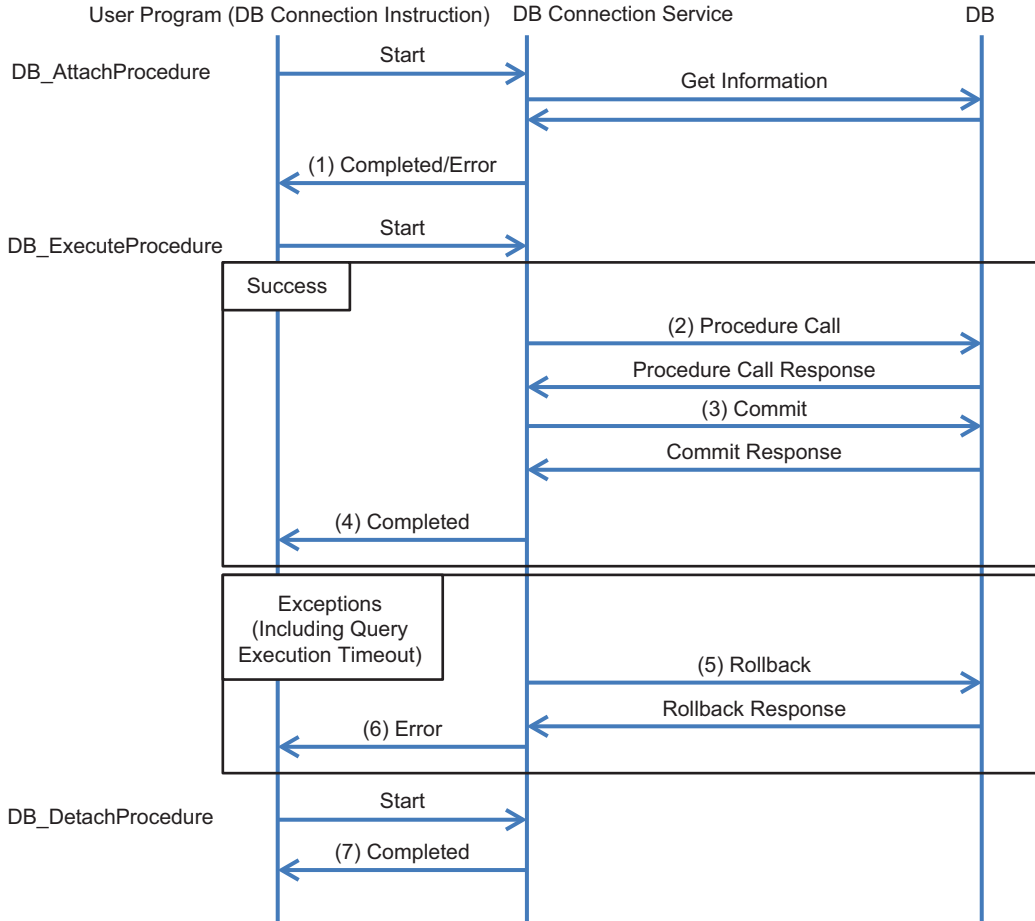 User Program (DB Connection Instruction)
DB Connection Service
DB
Start
DB_AttachProcedure
Get Information
(1) Completed/Error
Start
DB_ExecuteProcedure
Success
(2) Procedure Call
Procedure Call Response
(3) Commit
Commit Response
(4) Completed
Exceptions
(Including Query
Execution Timeout)
(5) Rollback
Rollback Response
(6) Error
Start
DB_DetachProcedure
(7) Completed